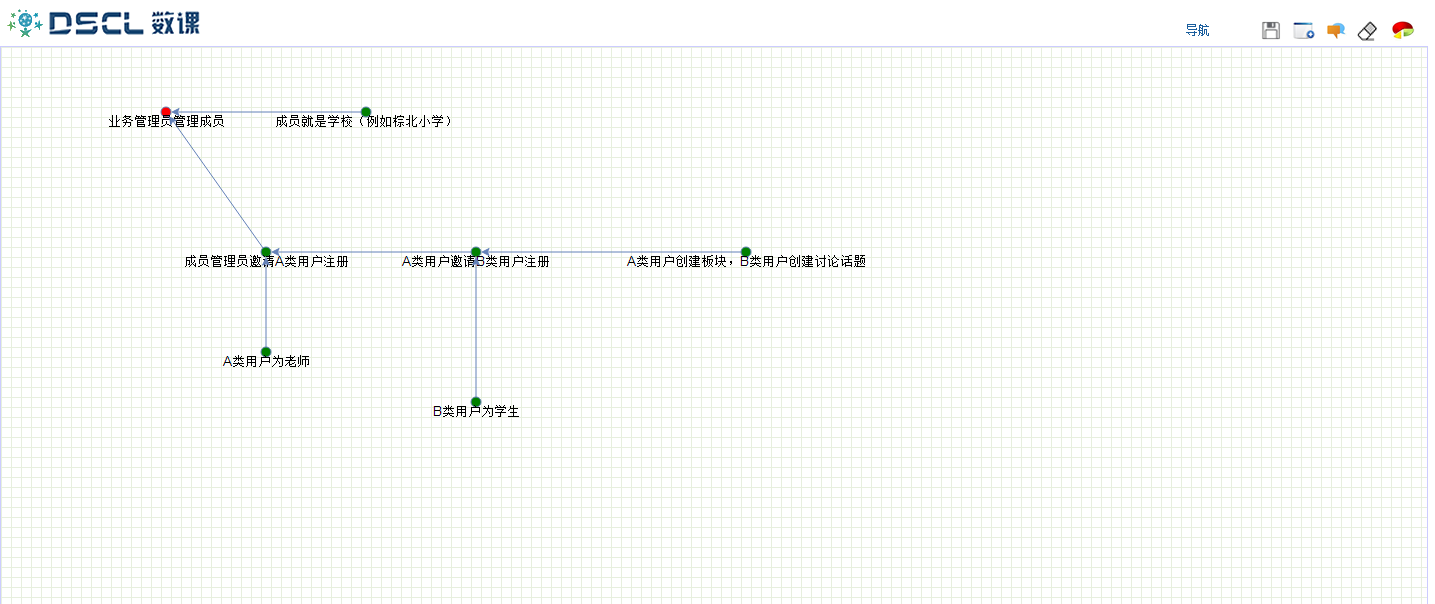 DSCL 数课
导航
业务管理员管理成员
成员就是学校（例如棕北小学）
成员管理员邀请A类用户注册
A类用户邀请B类用户注册
A类用户创建板块，B类用户创建讨论话题
A类用户为老师
B类用户为学生